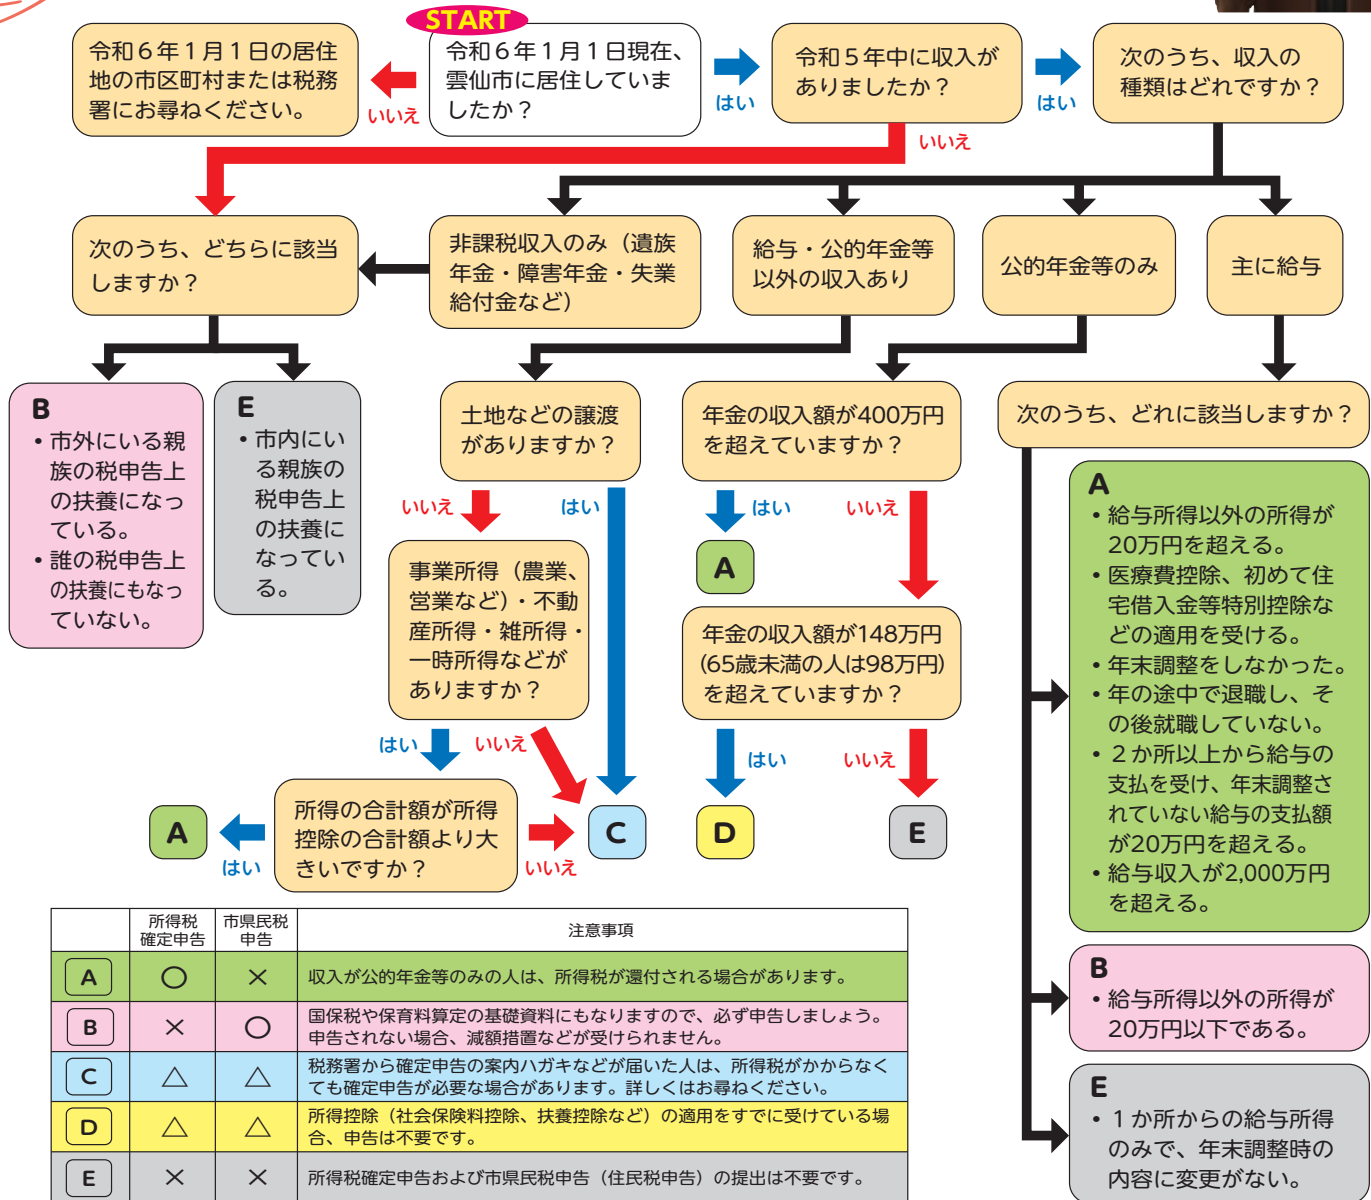 START
令和６年１月１日の居住
地の市区町村または税務
署にお尋ねください。
いいえ
令和６年１月１日現在、
雲仙市に居住していま
したか？
はい
令和５年中に収入が
ありましたか？
はい
次のうち、収入の
種類はどれですか？
いいえ
次のうち、どちらに該当
しますか？
非課税収入のみ（遺族
年金・障害年金・失業
給付金など）
給与・公的年金等
以外の収入あり
公的年金等のみ
主に給与
B
・市外にいる親
族の税申告上
の扶養になっ
ている。
・誰の税申告上
の扶養にもなっ
ていない。
E
・市内にい
る親族の
税申告上
の扶養に
なってい
る。
土地などの譲渡
がありますか？
いいえ
はい
事業所得（農業、
営業など）・不動
産所得・雑所得・
一時所得などが
ありますか？
はい
いいえ
所得の合計額が所得
控除の合計額より大
きいですか？
はい
いいえ
A
C
年金の収入額が400万円
を超えていますか？
はい
いいえ
A
年金の収入額が148万円
(65歳未満の人は98万円)
を超えていますか？
はい
いいえ
D
E
次のうち、どれに該当しますか？
A
・給与所得以外の所得が
20万円を超える。
・医療費控除、初めて住
宅借入金等特別控除な
どの適用を受ける。
・年末調整をしなかった。
・年の途中で退職し、そ
の後就職していない。
・２か所以上から給与の
支払を受け、年末調整さ
れていない給与の支払額
が20万円を超える。
・給与収入が2,000万円
を超える。
B
・給与所得以外の所得が
20万円以下である。
E
・１か所からの給与所得
のみで、年末調整時の
内容に変更がない。
所得税
確定申告
市県民税
申告
注意事項
A ○ × 収入が公的年金等のみの人は、所得税が還付される場合があります。
B × ○ 国保税や保育料算定の基礎資料にもなりますので、必ず申告しましょう。
申告されない場合、減額措置などが受けられません。
C △ △ 税務署から確定申告の案内ハガキなどが届いた人は、所得税がかからなく
ても確定申告が必要な場合があります。詳しくはお尋ねください。
D △ △ 所得控除（社会保険料控除、扶養控除など）の適用をすでに受けている場
合、申告は不要です。
E × × 所得税確定申告および市県民税申告（住民税申告）の提出は不要です。